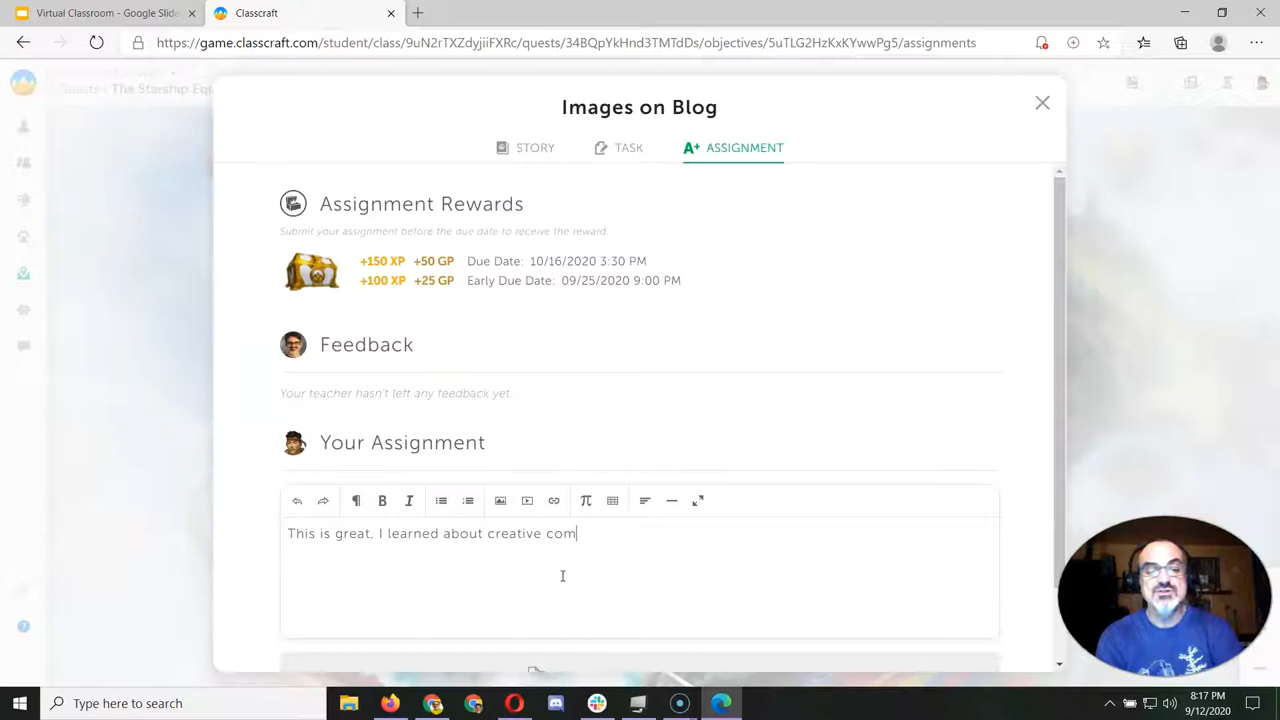 Virtual Classroom - Google Slide
Classcraft
https://game.classcraft.com/student/class/9uN2rTXZdyjiiFXRc/quests/34BQpYkHnd3TMTdDs/objectives/5uTLG2HzKxKYwwPg5/assignments
Quests The Starship Equ
Images on Blog
STORY TASK A+ ASSIGNMENT
Assignment Rewards
Submit your assignment before the due date to receive the reward.
+150 XP +50 GP Due Date: 10/16/2020 3:30 PM
+100 XP +25 GP Early Due Date: 09/25/2020 9:00 PM
Feedback
Your teacher hasn't left any feedback yet.
Your Assignment
This is great, I learned about creative com
Type here to search
8:17 PM
9/12/2020